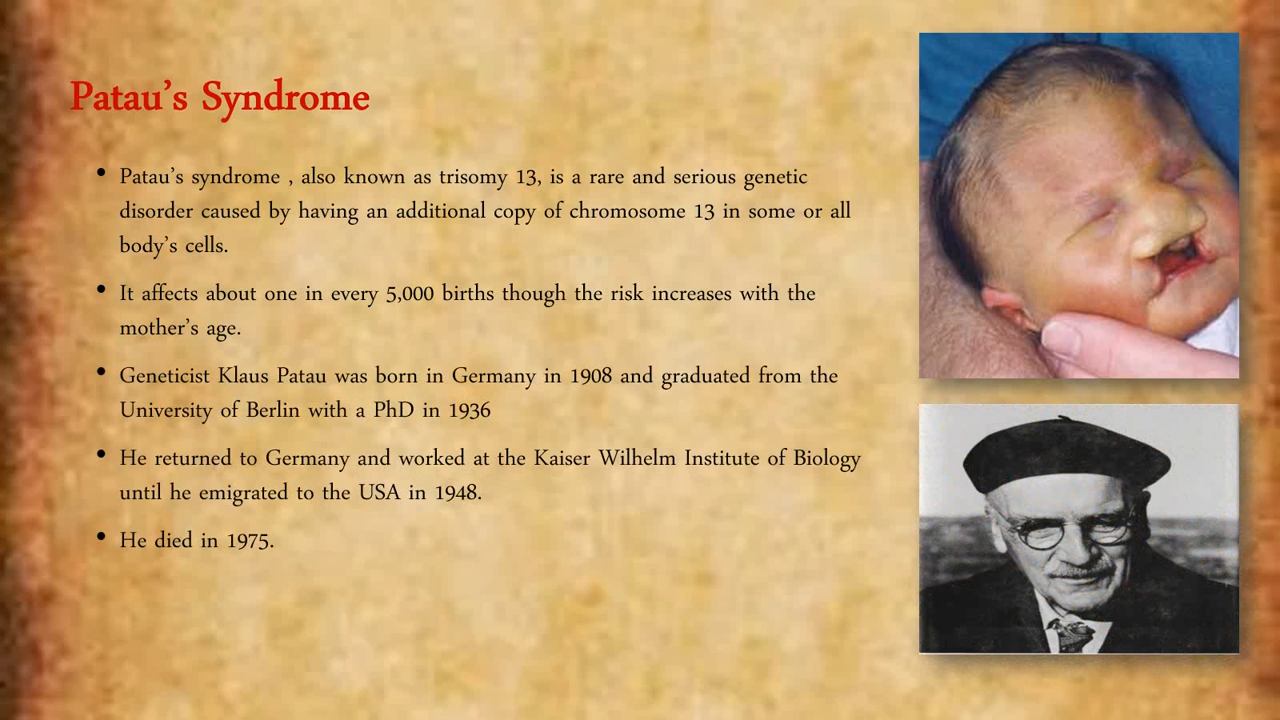 Patau’s Syndrome
• Patau’s syndrome , also known as trisomy 13, is a rare and serious genetic
disorder caused by having an additional copy of chromosome 13 in some or all
body’s cells.
• It affects about one in every 5,000 births though the risk increases with the
mother’s age.
• Geneticist Klaus Patau was born in Germany in 1908 and graduated from the
University of Berlin with a PhD in 1936
• He returned to Germany and worked at the Kaiser Wilhelm Institute of Biology
until he emigrated to the USA in 1948.
• He died in 1975.